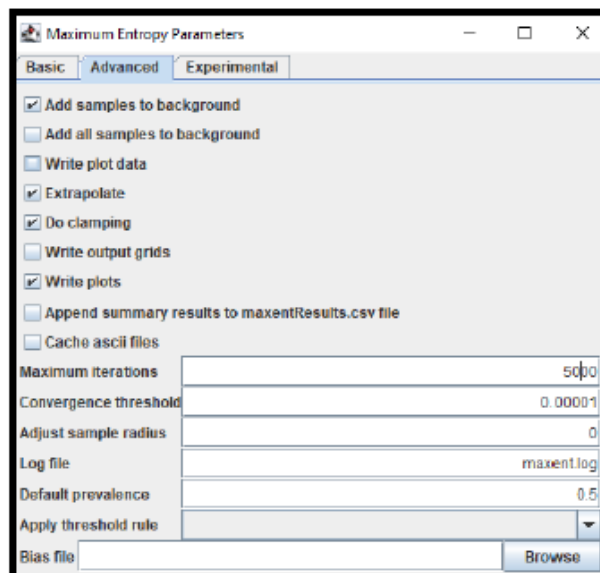 Maximum Entropy Parameters
Basic Advanced Experimental
Add samples to background
Add all samples to background
Write plot data
Extrapolate
Do clamping
Write output grids
Write plots
Append summary results to maxentResults.csv file
Cache ascii files
Maximum iterations 5000
Convergence threshold 0.00001
Adjust sample radius 0
Log file maxent.log
Default prevalence 0.5
Apply threshold rule
Bias file Browse